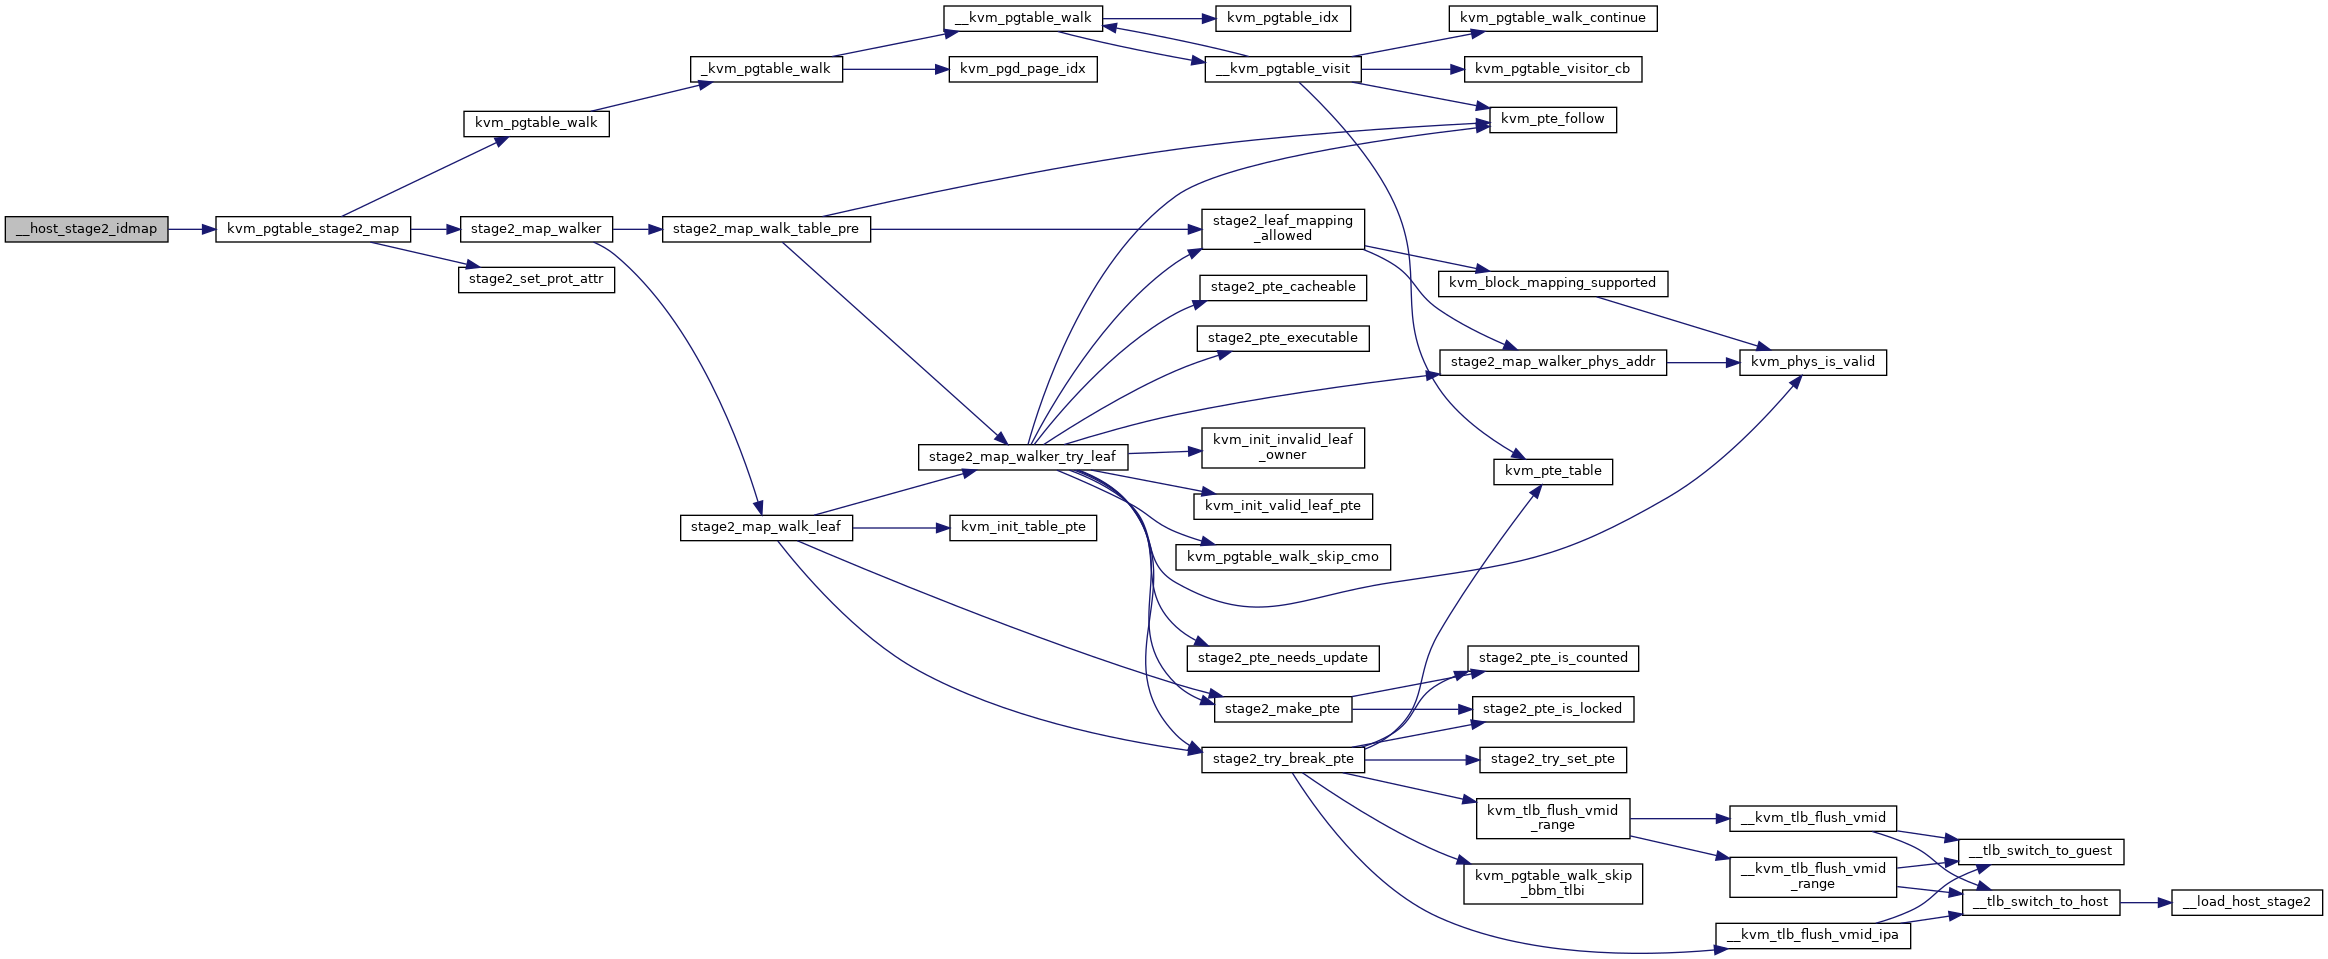 __host_stage2_idmap
kvm_pgtable_stage2_map
kvm_pgtable_walk
stage2_map_walker
stage2_set_prot_attr
_kvm_pgtable_walk
stage2_map_walk_table_pre
stage2_map_walk_leaf
__kvm_pgtable_walk
kvm_pgd_page_idx
stage2_map_walker_try_leaf
kvm_init_table_pte
kvm_pgtable_idx
__kvm_pgtable_visit
stage2_leaf_mapping
_allowed
stage2_pte_cacheable
stage2_pte_executable
kvm_init_invalid_leaf
_owner
kvm_init_valid_leaf_pte
kvm_pgtable_walk_skip_cmo
stage2_pte_needs_update
stage2_make_pte
stage2_try_break_pte
kvm_pgtable_walk_continue
kvm_pgtable_visitor_cb
kvm_pte_follow
kvm_block_mapping_supported
stage2_map_walker_phys_addr
kvm_pte_table
stage2_pte_is_counted
stage2_pte_is_locked
stage2_try_set_pte
kvm_tlb_flush_vmid
_range
kvm_pgtable_walk_skip
_bbm_tlbi
kvm_phys_is_valid
__kvm_tlb_flush_vmid
__kvm_tlb_flush_vmid
_range
__kvm_tlb_flush_vmid_ipa
__tlb_switch_to_guest
__tlb_switch_to_host
__load_host_stage2